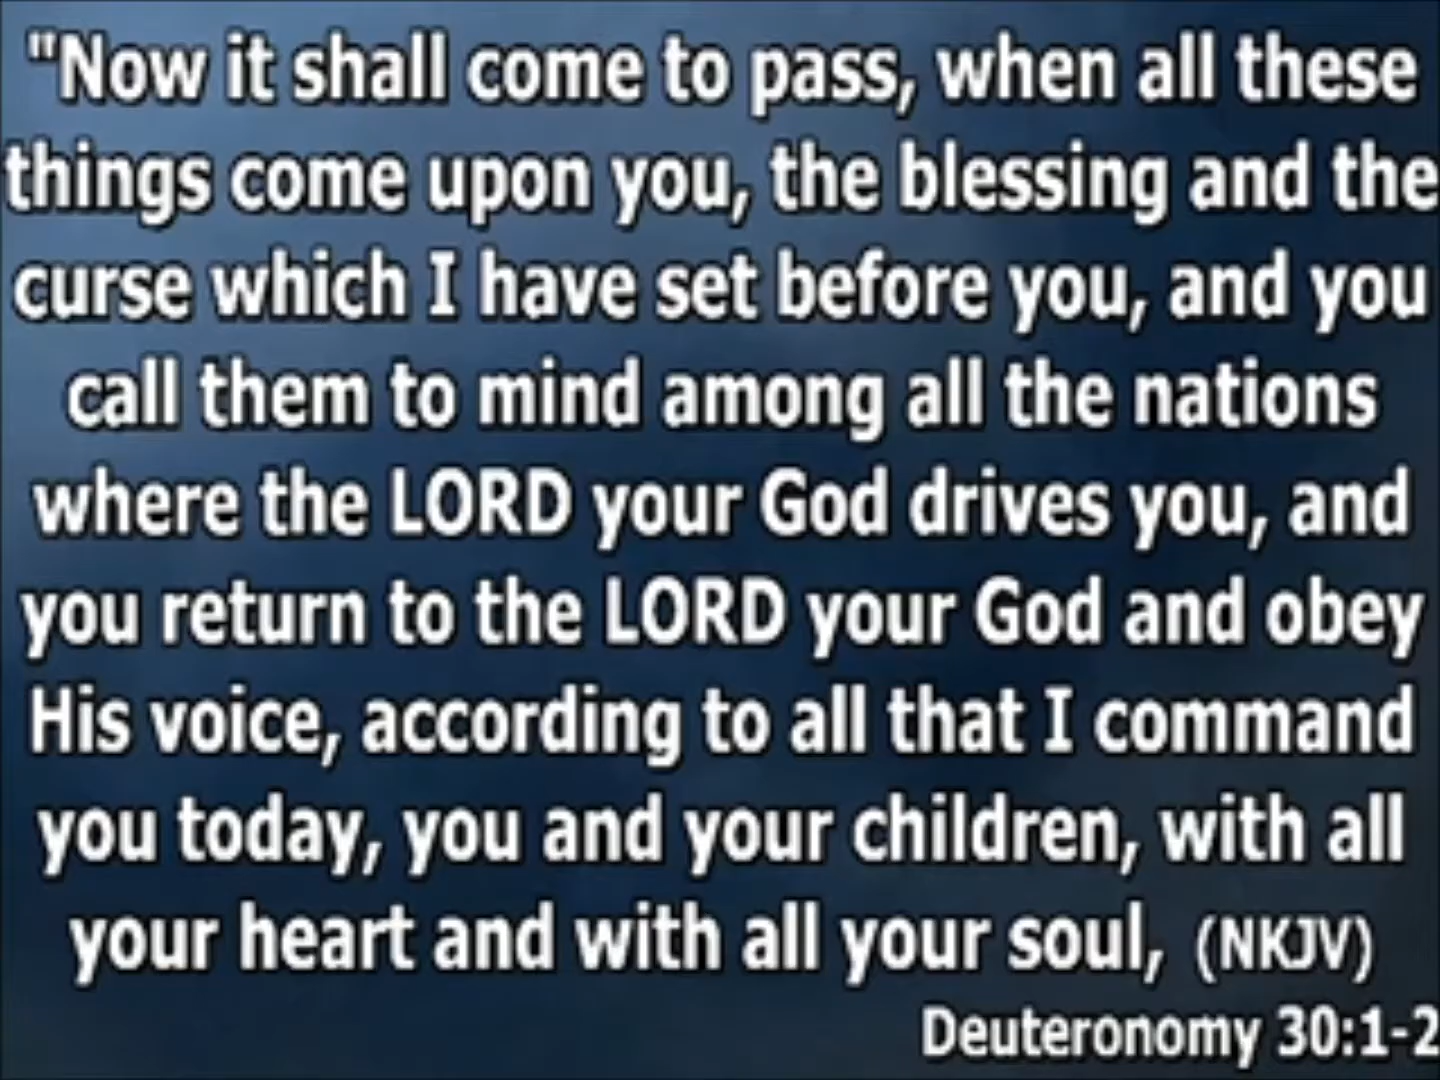 "Now it shall come to pass, when all these
things come upon you, the blessing and the
curse which I have set before you, and you
call them to mind among all the nations
where the LORD your God drives you, and
you return to the LORD your God and obey
His voice, according to all that I command
you today, you and your children, with all
your heart and with all your soul, (NKJV)
Deuteronomy 30:1-2